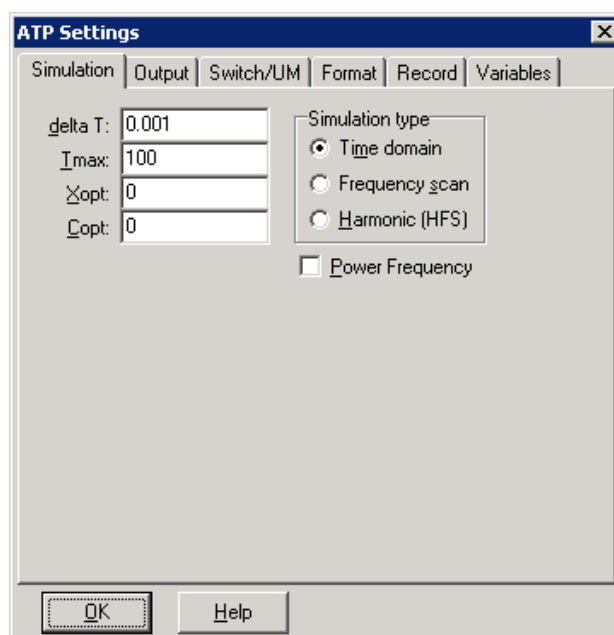 ATP Settings
Simulation Output Switch/UM Format Record Variables
delta T: 0.001
Tmax: 100
Xopt: 0
Copt: 0
Simulation type
Time domain
Frequency scan
Harmonic (HFS)
Power Frequency
OK Help